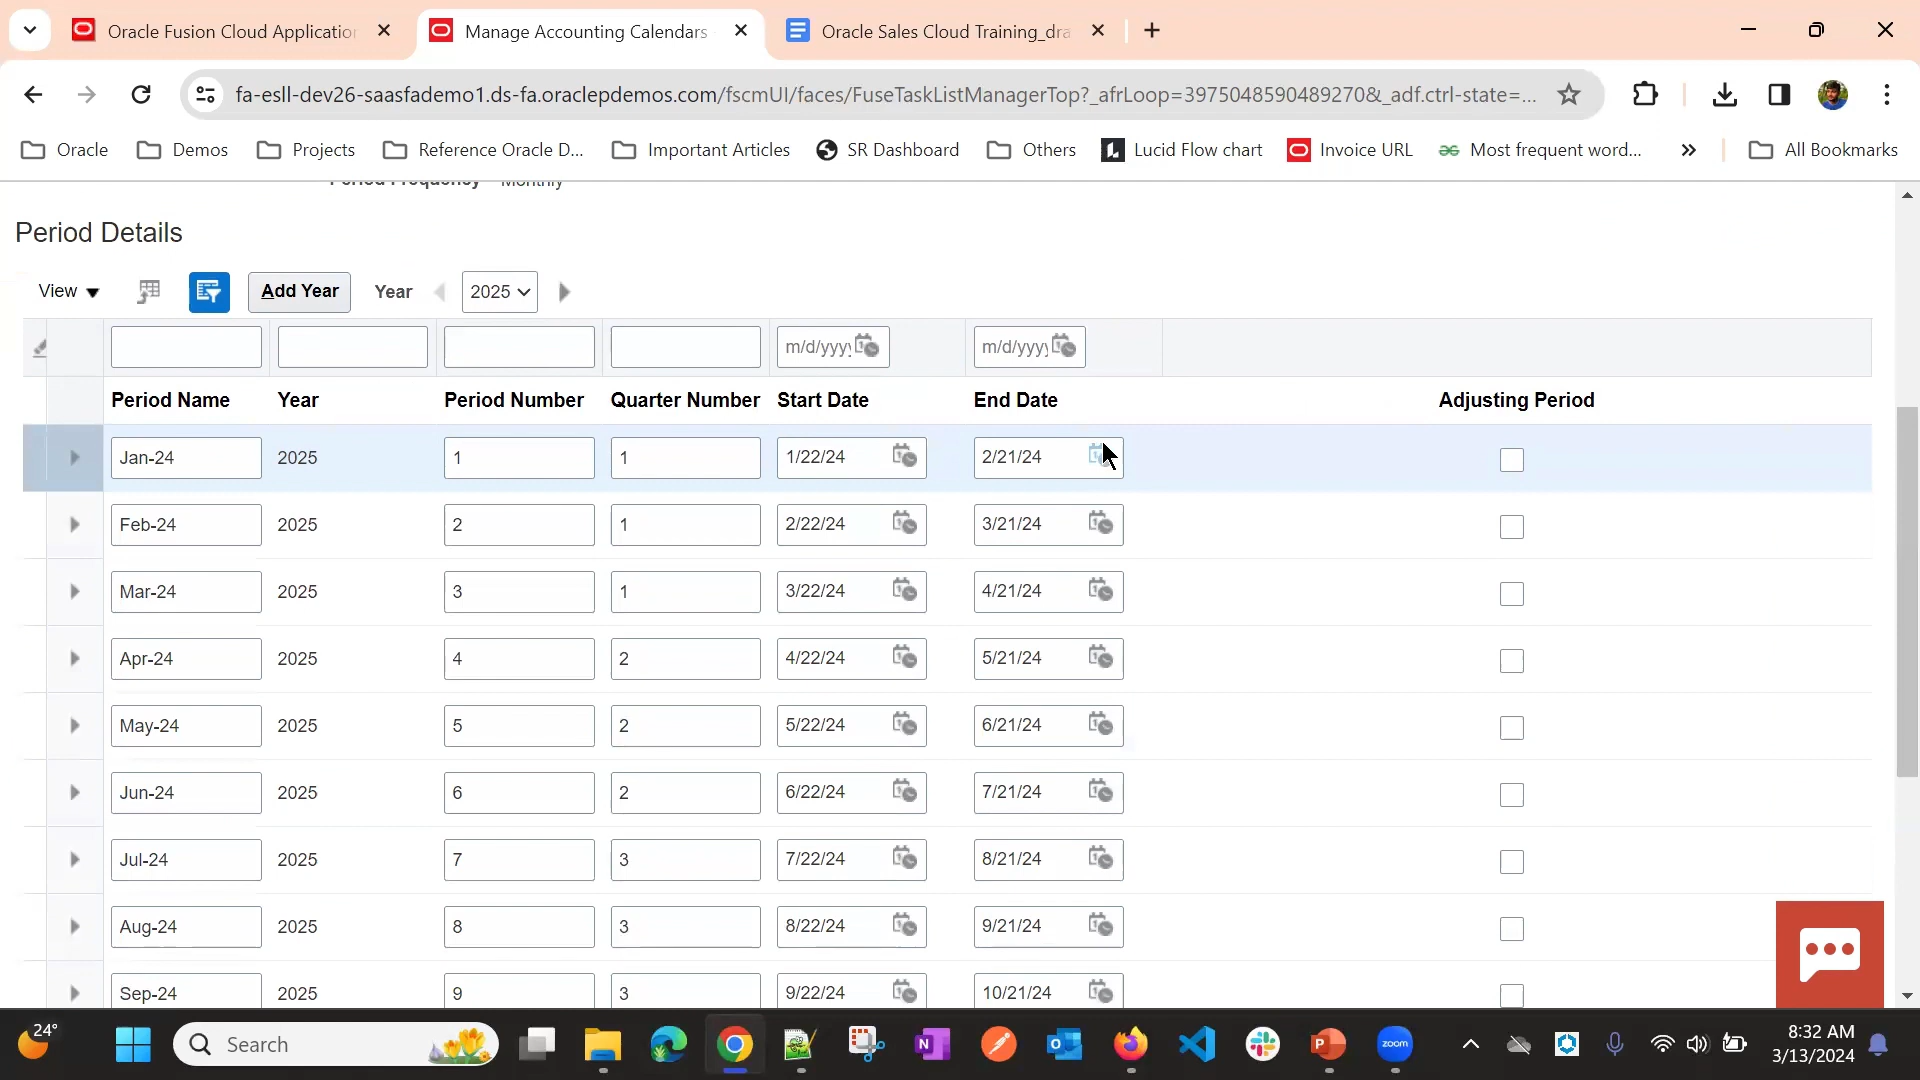 Oracle Fusion Cloud Application
Manage Accounting Calendars
Oracle Sales Cloud Training_dra
fa-esll-dev26-saasfademo1.ds-fa.oraclepdemos.com/fscmUI/faces/FuseTaskListManagerTop?_afrLoop=3975048590489270&_adf.ctrl-state=...
Oracle Demos Projects Reference Oracle D... Important Articles SR Dashboard Others Lucid Flow chart Invoice URL Most frequent word... » All Bookmarks
Period Frequency Monthly
Period Details
View Add Year Year 2025
m/d/yyyy m/d/yyyy
Period Name Year Period Number Quarter Number Start Date End Date Adjusting Period
Jan-24 2025 1 1 1/22/24 2/21/24
Feb-24 2025 2 1 2/22/24 3/21/24
Mar-24 2025 3 1 3/22/24 4/21/24
Apr-24 2025 4 2 4/22/24 5/21/24
May-24 2025 5 2 5/22/24 6/21/24
Jun-24 2025 6 2 6/22/24 7/21/24
Jul-24 2025 7 3 7/22/24 8/21/24
Aug-24 2025 8 3 8/22/24 9/21/24
Sep-24 2025 9 3 9/22/24 10/21/24
24°
Search
zoom
8:32 AM
3/13/2024